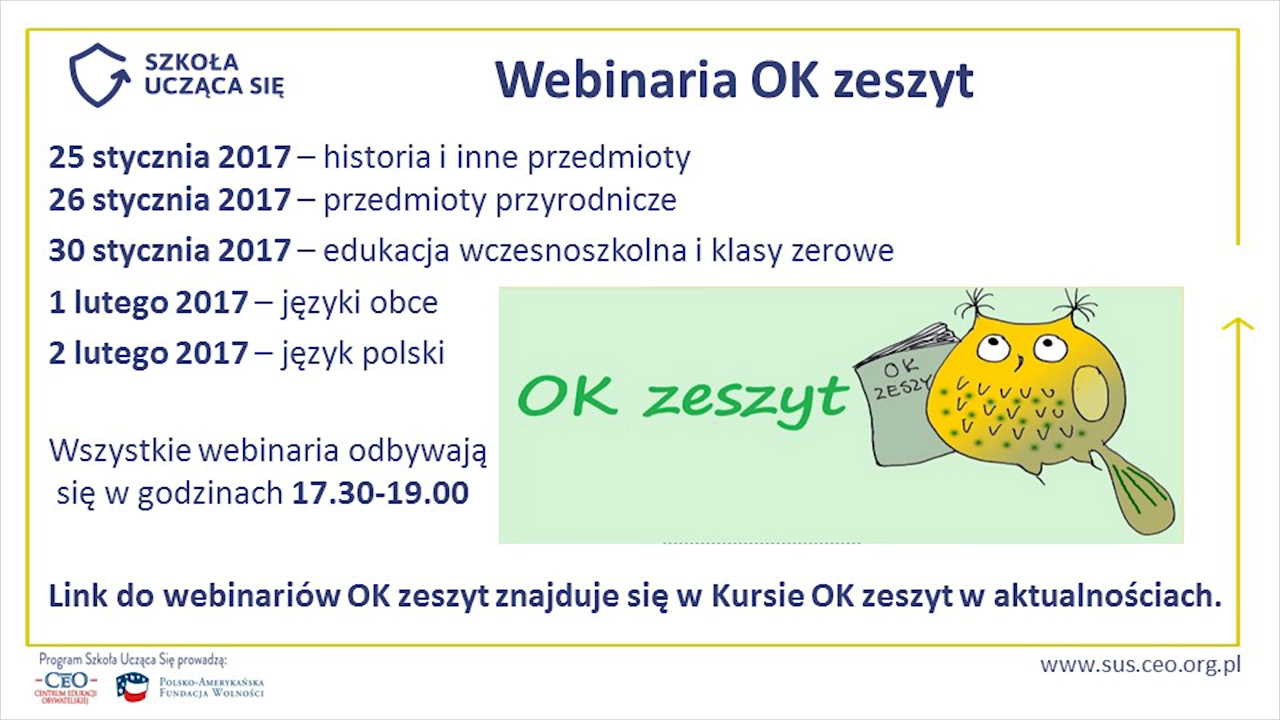 SZKOŁA
UCZĄCA SIĘ
Webinaria OK zeszyt
25 stycznia 2017 – historia i inne przedmioty
26 stycznia 2017 – przedmioty przyrodnicze
30 stycznia 2017 – edukacja wczesnoszkolna i klasy zerowe
1 lutego 2017 – języki obce
2 lutego 2017 – język polski
OK zeszyt
OK
ZESZYT
Wszystkie webinaria odbywają
się w godzinach 17.30-19.00
Link do webinariów OK zeszyt znajduje się w Kursie OK zeszyt w aktualnościach.
Program Szkoła Ucząca Się prowadzą:
CEO
CENTRUM EDUKACJI
OBYWATELSKIEJ
POLSKO-AMERYKAŃSKA
FUNDACJA WOLNOŚCI
www.sus.ceo.org.pl